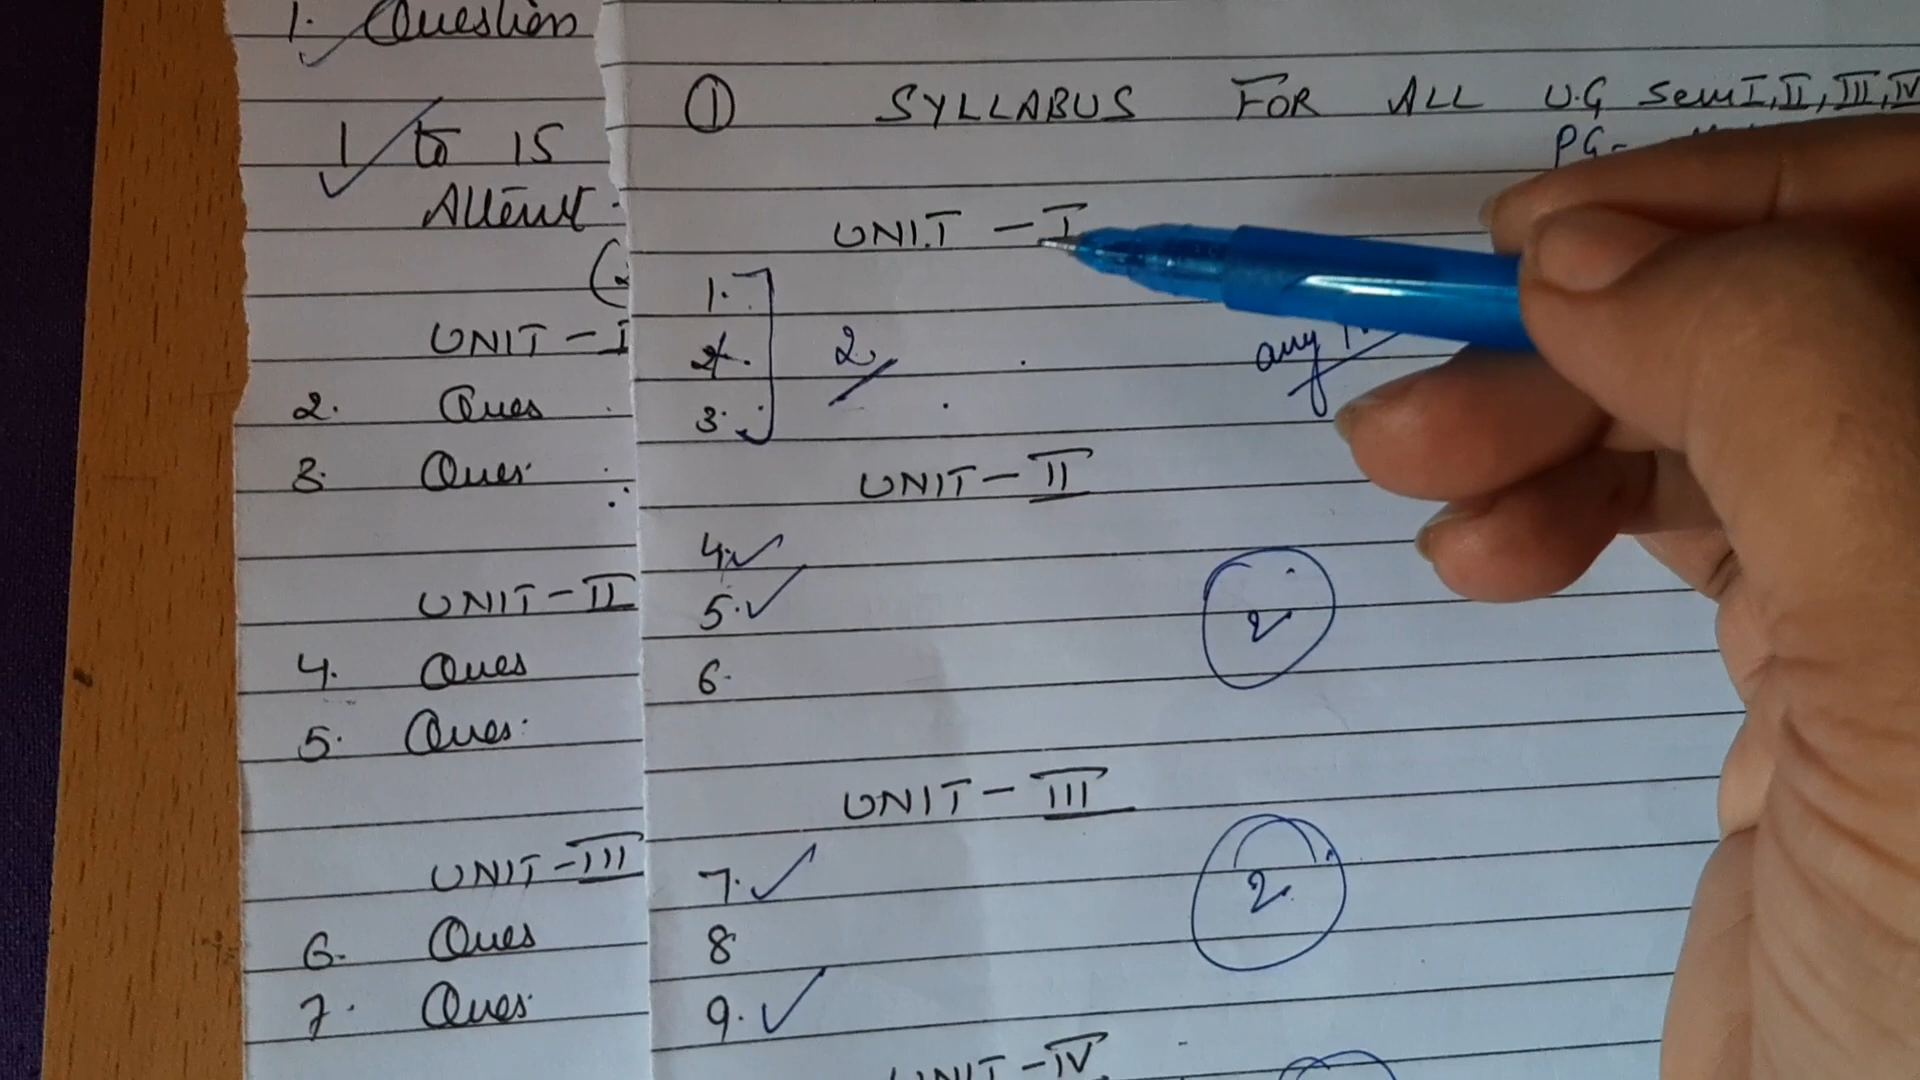 1. Question
1 to 15
Attempt
UNIT - I
2. Ques
3. Ques.
UNIT - II
4. Ques
5. Ques.
UNIT - III
6. Ques
7. Ques.
① SYLLABUS FOR ALL U.G Sem I, II, III, IV
PG -
UNIT - I
1.
2. 2
any
3.
UNIT - II
4.
5. 2
6.
UNIT - III
7. 2
8
9.
UNIT - IV